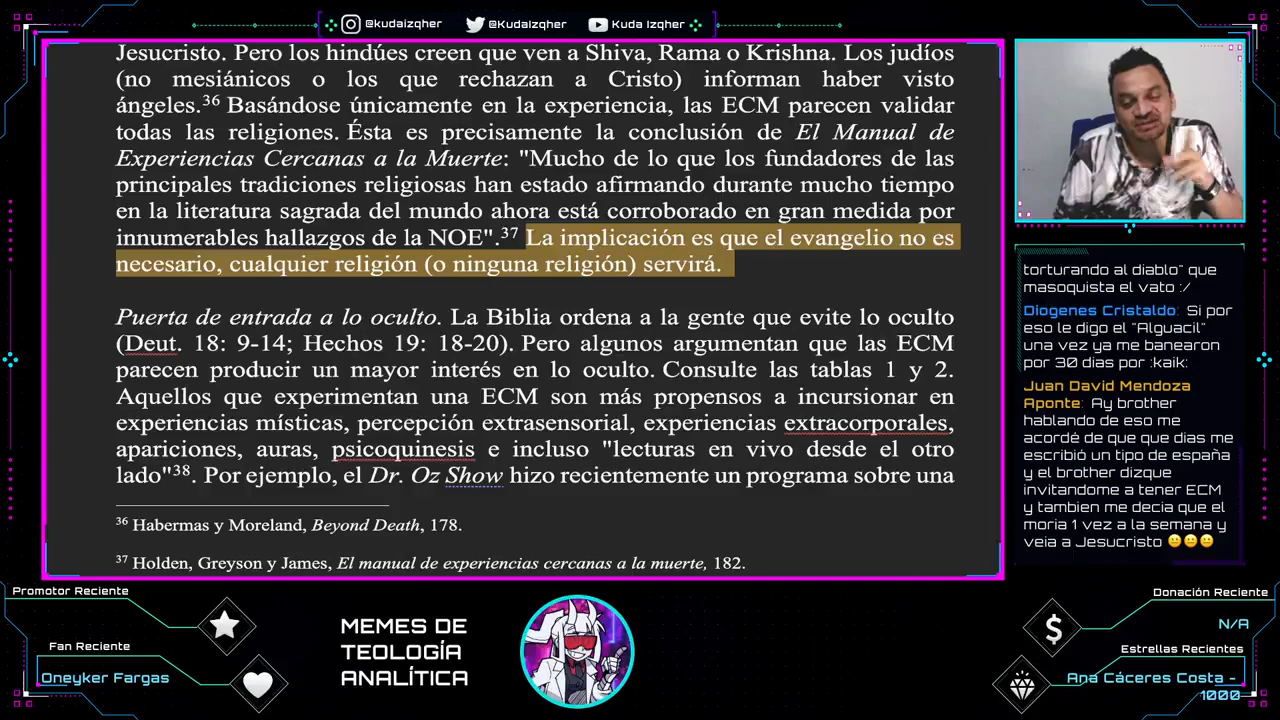 @kudaizqher
@Kudaizqher
Kuda Izqher
Jesucristo. Pero los hindúes creen que ven a Shiva, Rama o Krishna. Los judíos
(no mesiánicos o los que rechazan a Cristo) informan haber visto
ángeles.36 Basándose únicamente en la experiencia, las ECM parecen validar
todas las religiones. Ésta es precisamente la conclusión de El Manual de
Experiencias Cercanas a la Muerte: "Mucho de lo que los fundadores de las
principales tradiciones religiosas han estado afirmando durante mucho tiempo
en la literatura sagrada del mundo ahora está corroborado en gran medida por
innumerables hallazgos de la NOE".37 La implicación es que el evangelio no es
necesario, cualquier religión (o ninguna religión) servirá.
Puerta de entrada a lo oculto. La Biblia ordena a la gente que evite lo oculto
(Deut. 18: 9-14; Hechos 19: 18-20). Pero algunos argumentan que las ECM
parecen producir un mayor interés en lo oculto. Consulte las tablas 1 y 2.
Aquellos que experimentan una ECM son más propensos a incursionar en
experiencias místicas, percepción extrasensorial, experiencias extracorporales,
apariciones, auras, psicoquinesis e incluso "lecturas en vivo desde el otro
lado"38. Por ejemplo, el Dr. Oz Show hizo recientemente un programa sobre una
36 Habermas y Moreland, Beyond Death, 178.
37 Holden, Greyson y James, El manual de experiencias cercanas a la muerte, 182.
torturando al diablo" que
masoquista el vato :/
Diogenes Cristaldo: Si por
eso le digo el "Alguacil"
una vez ya me banearon
por 30 dias por :kaik:
Juan David Mendoza
Aponte: Ay brother
hablando de eso me
acordé de que que dias me
escribió un tipo de españa
y el brother dizque
invitandome a tener ECM
y tambien me decia que el
moria 1 vez a la semana y
veia a Jesucristo 😐😐😐
Promotor Reciente
Fan Reciente
Oneyker Fargas
MEMES DE
TEOLOGÍA
ANALÍTICA
Donación Reciente
N/A
Estrellas Recientes
Ana Cáceres Costa -
1000